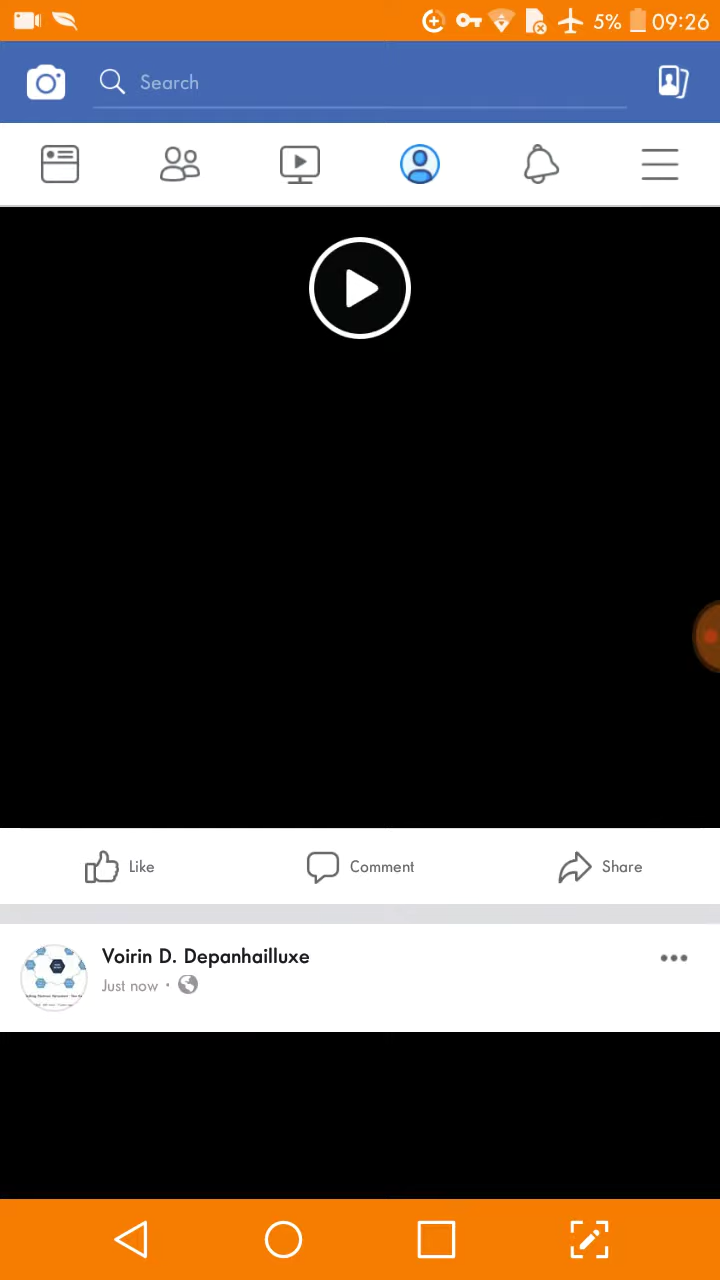 5% 09:26
Search
Like Comment Share
Voirin D. Depanhailluxe
Just now ·